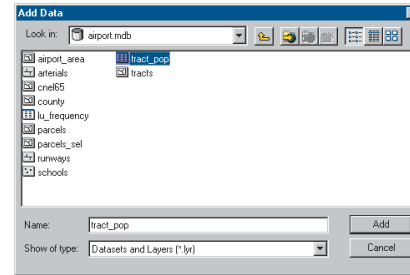 Add Data
Look in: airport.mdb
airport_area
arterials
cnel65
county
lu_frequency
parcels
parcels_sel
runways
schools
tract_pop
tracts
Name: tract_pop Add
Show of type: Datasets and Layers (*.lyr) Cancel